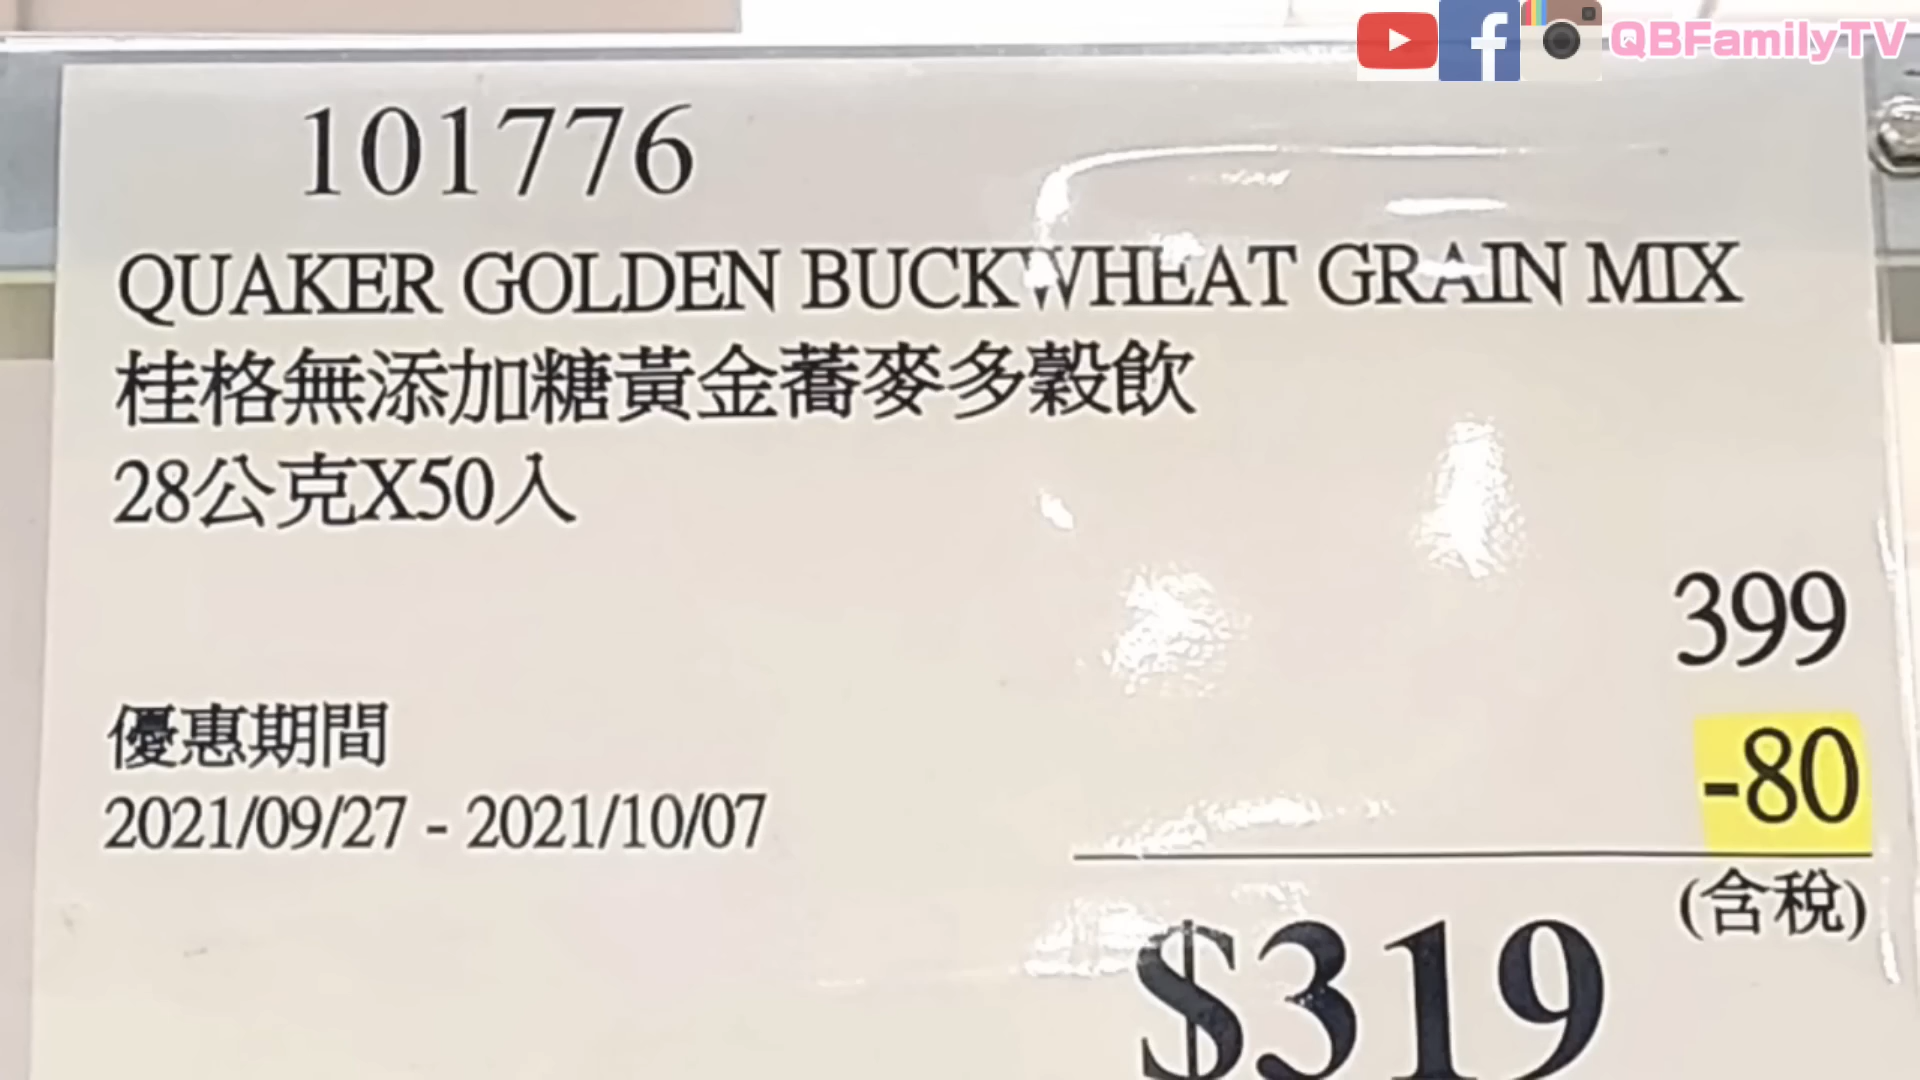 QBFamilyTV
101776
QUAKER GOLDEN BUCKWHEAT GRAIN MIX
桂格無添加糖黃金蕎麥多穀飲
28公克X50入
399
優惠期間
-80
2021/09/27 - 2021/10/07
(含稅)
$319